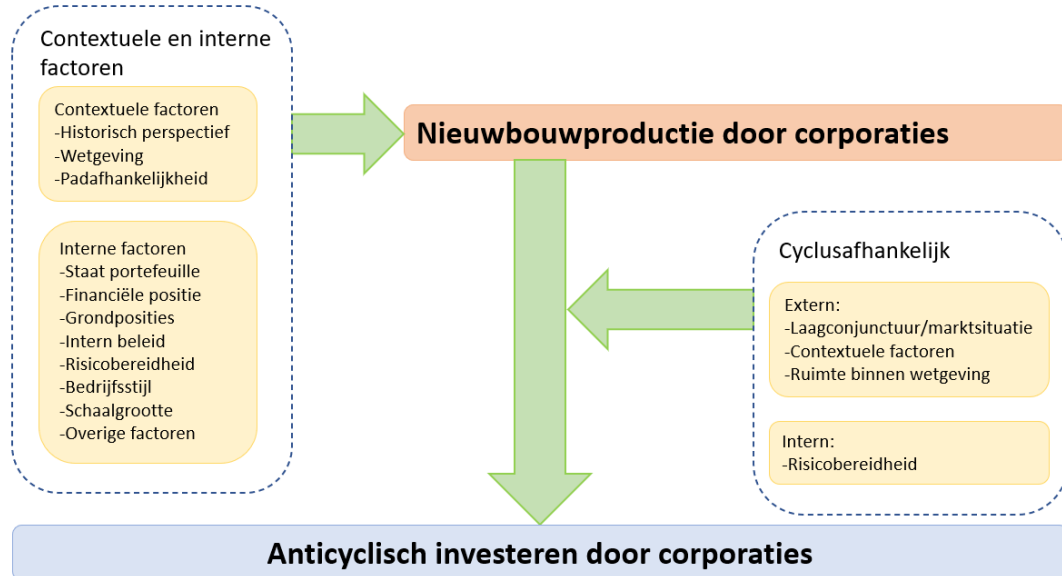 Contextuele en interne
factoren
Contextuele factoren
-Historisch perspectief
-Wetgeving
-Padafhankelijkheid
Interne factoren
-Staat portefeuille
-Financiële positie
-Grondposities
-Intern beleid
-Risicobereidheid
-Bedrijfsstijl
-Schaalgrootte
-Overige factoren
Nieuwbouwproductie door corporaties
Cyclusafhankelijk
Extern:
-Laagconjunctuur/marktsituatie
-Contextuele factoren
-Ruimte binnen wetgeving
Intern:
-Risicobereidheid
Anticyclisch investeren door corporaties